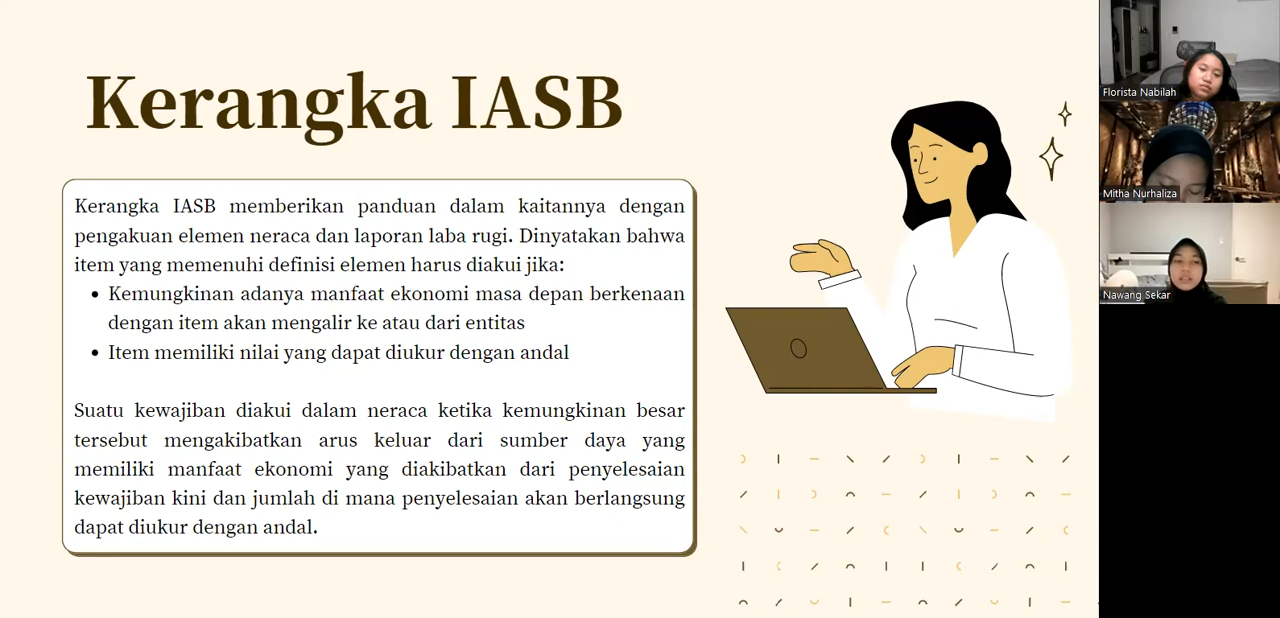 Kerangka IASB
Kerangka IASB memberikan panduan dalam kaitannya dengan
pengakuan elemen neraca dan laporan laba rugi. Dinyatakan bahwa
item yang memenuhi definisi elemen harus diakui jika:
• Kemungkinan adanya manfaat ekonomi masa depan berkenaan
dengan item akan mengalir ke atau dari entitas
• Item memiliki nilai yang dapat diukur dengan andal
Suatu kewajiban diakui dalam neraca ketika kemungkinan besar
tersebut mengakibatkan arus keluar dari sumber daya yang
memiliki manfaat ekonomi yang diakibatkan dari penyelesaian
kewajiban kini dan jumlah di mana penyelesaian akan berlangsung
dapat diukur dengan andal.
Florista Nabilah
Mitha Nurhaliza
Nawang Sekar